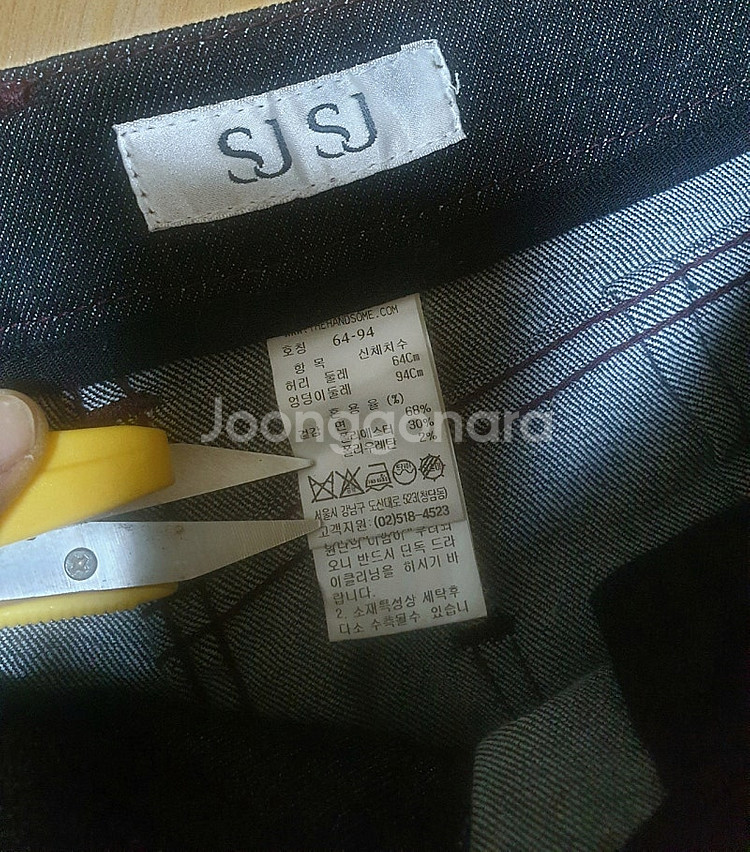 SJ SJ
WWW.THEHANDSOME.COM
호칭 64-94
항목 신체치수
허리 둘레 64Cm
엉덩이둘레 94Cm
혼용율(%)
겉감 면 68%
폴리에스터 30%
폴리우레탄 2%
Joonggonara
서울시 강남구 도산대로 523(청담동)
고객지원: (02)518-4523
오니 반드시 단독 드라
이클리닝을 하시기 바
랍니다.
2. 소재특성상 세탁후
다소 수축될수 있습니